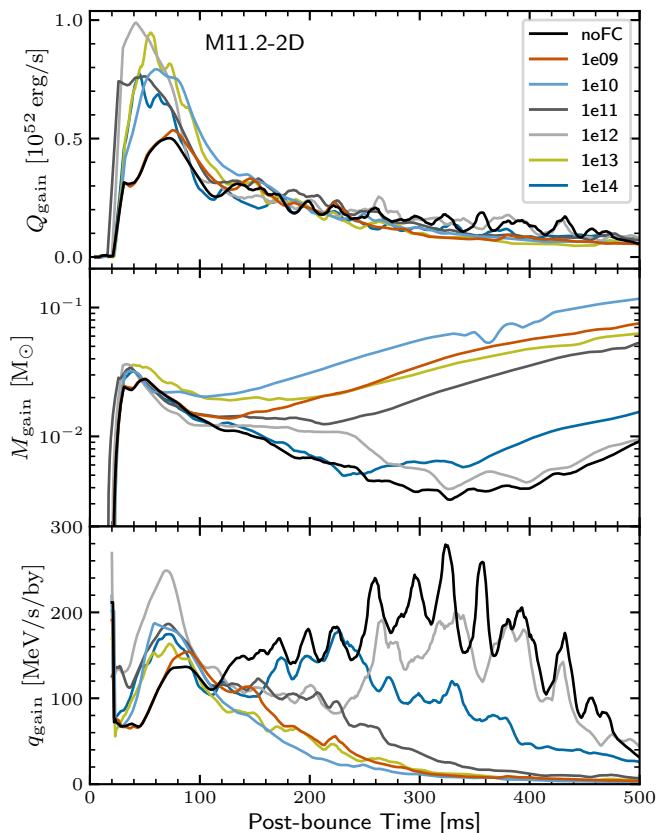 M11.2-2D
noFC
1e09
1e10
1e11
1e12
1e13
1e14
Q_gain [10^52 erg/s]
1.0
0.5
0.0
M_gain [M⊙]
10^−1
10^−2
q_gain [MeV/s/by]
300
200
100
0
0 100 200 300 400 500
Post-bounce Time [ms]